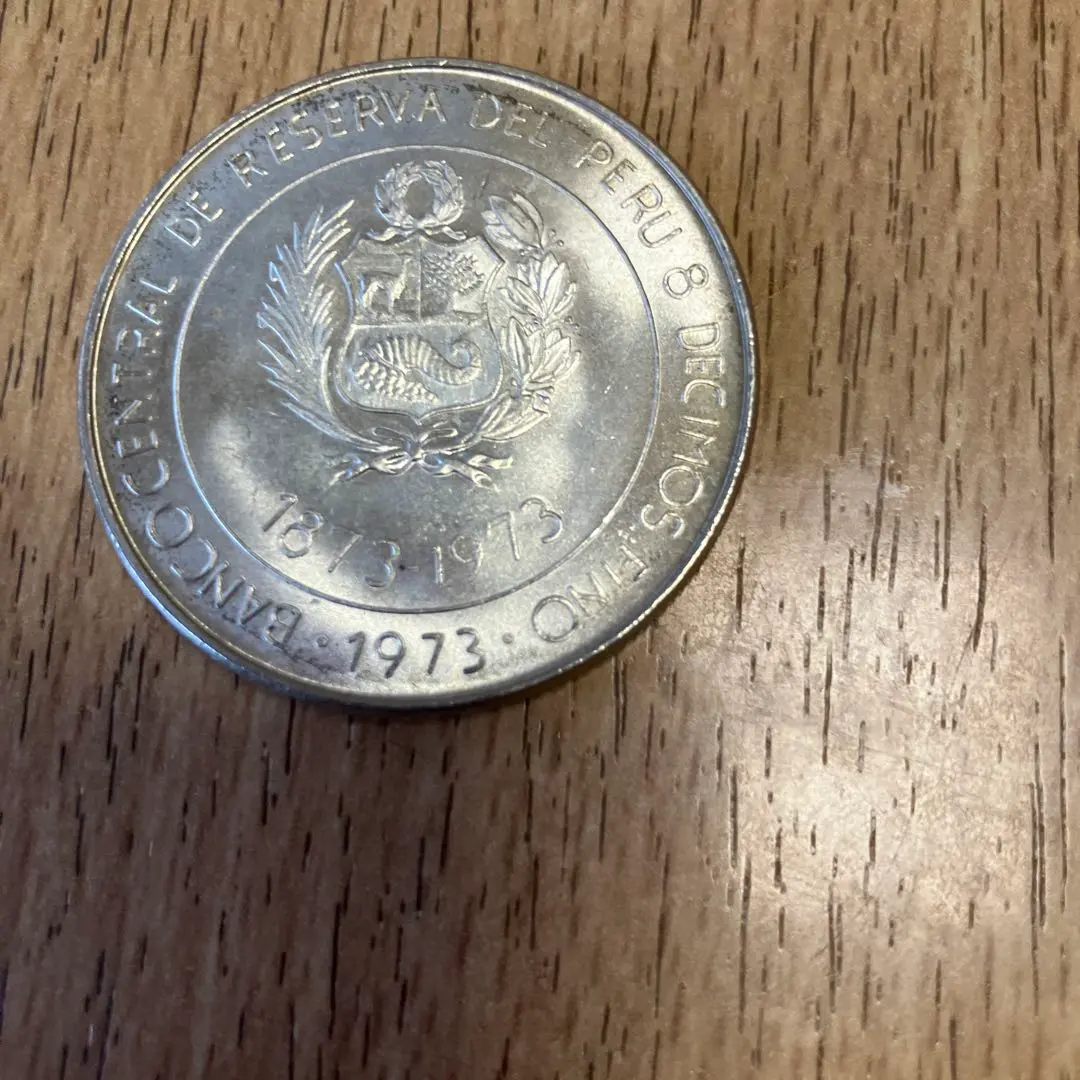 BANCO CENTRAL DE RESERVA DEL PERU 8 DECIMOS FINO
1873-1973
· 1973 ·